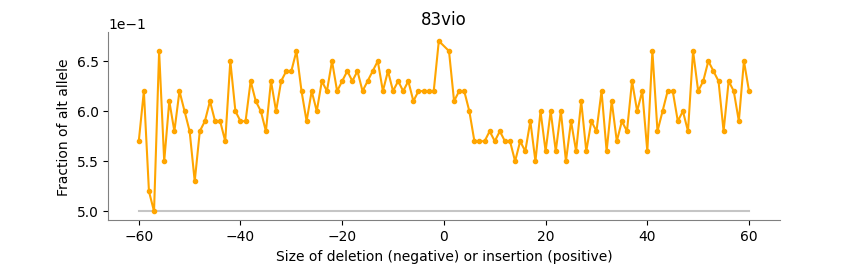 83vio
1e−1
6.5
6.0
5.5
5.0
Fraction of alt allele
−60 −40 −20 0 20 40 60
Size of deletion (negative) or insertion (positive)